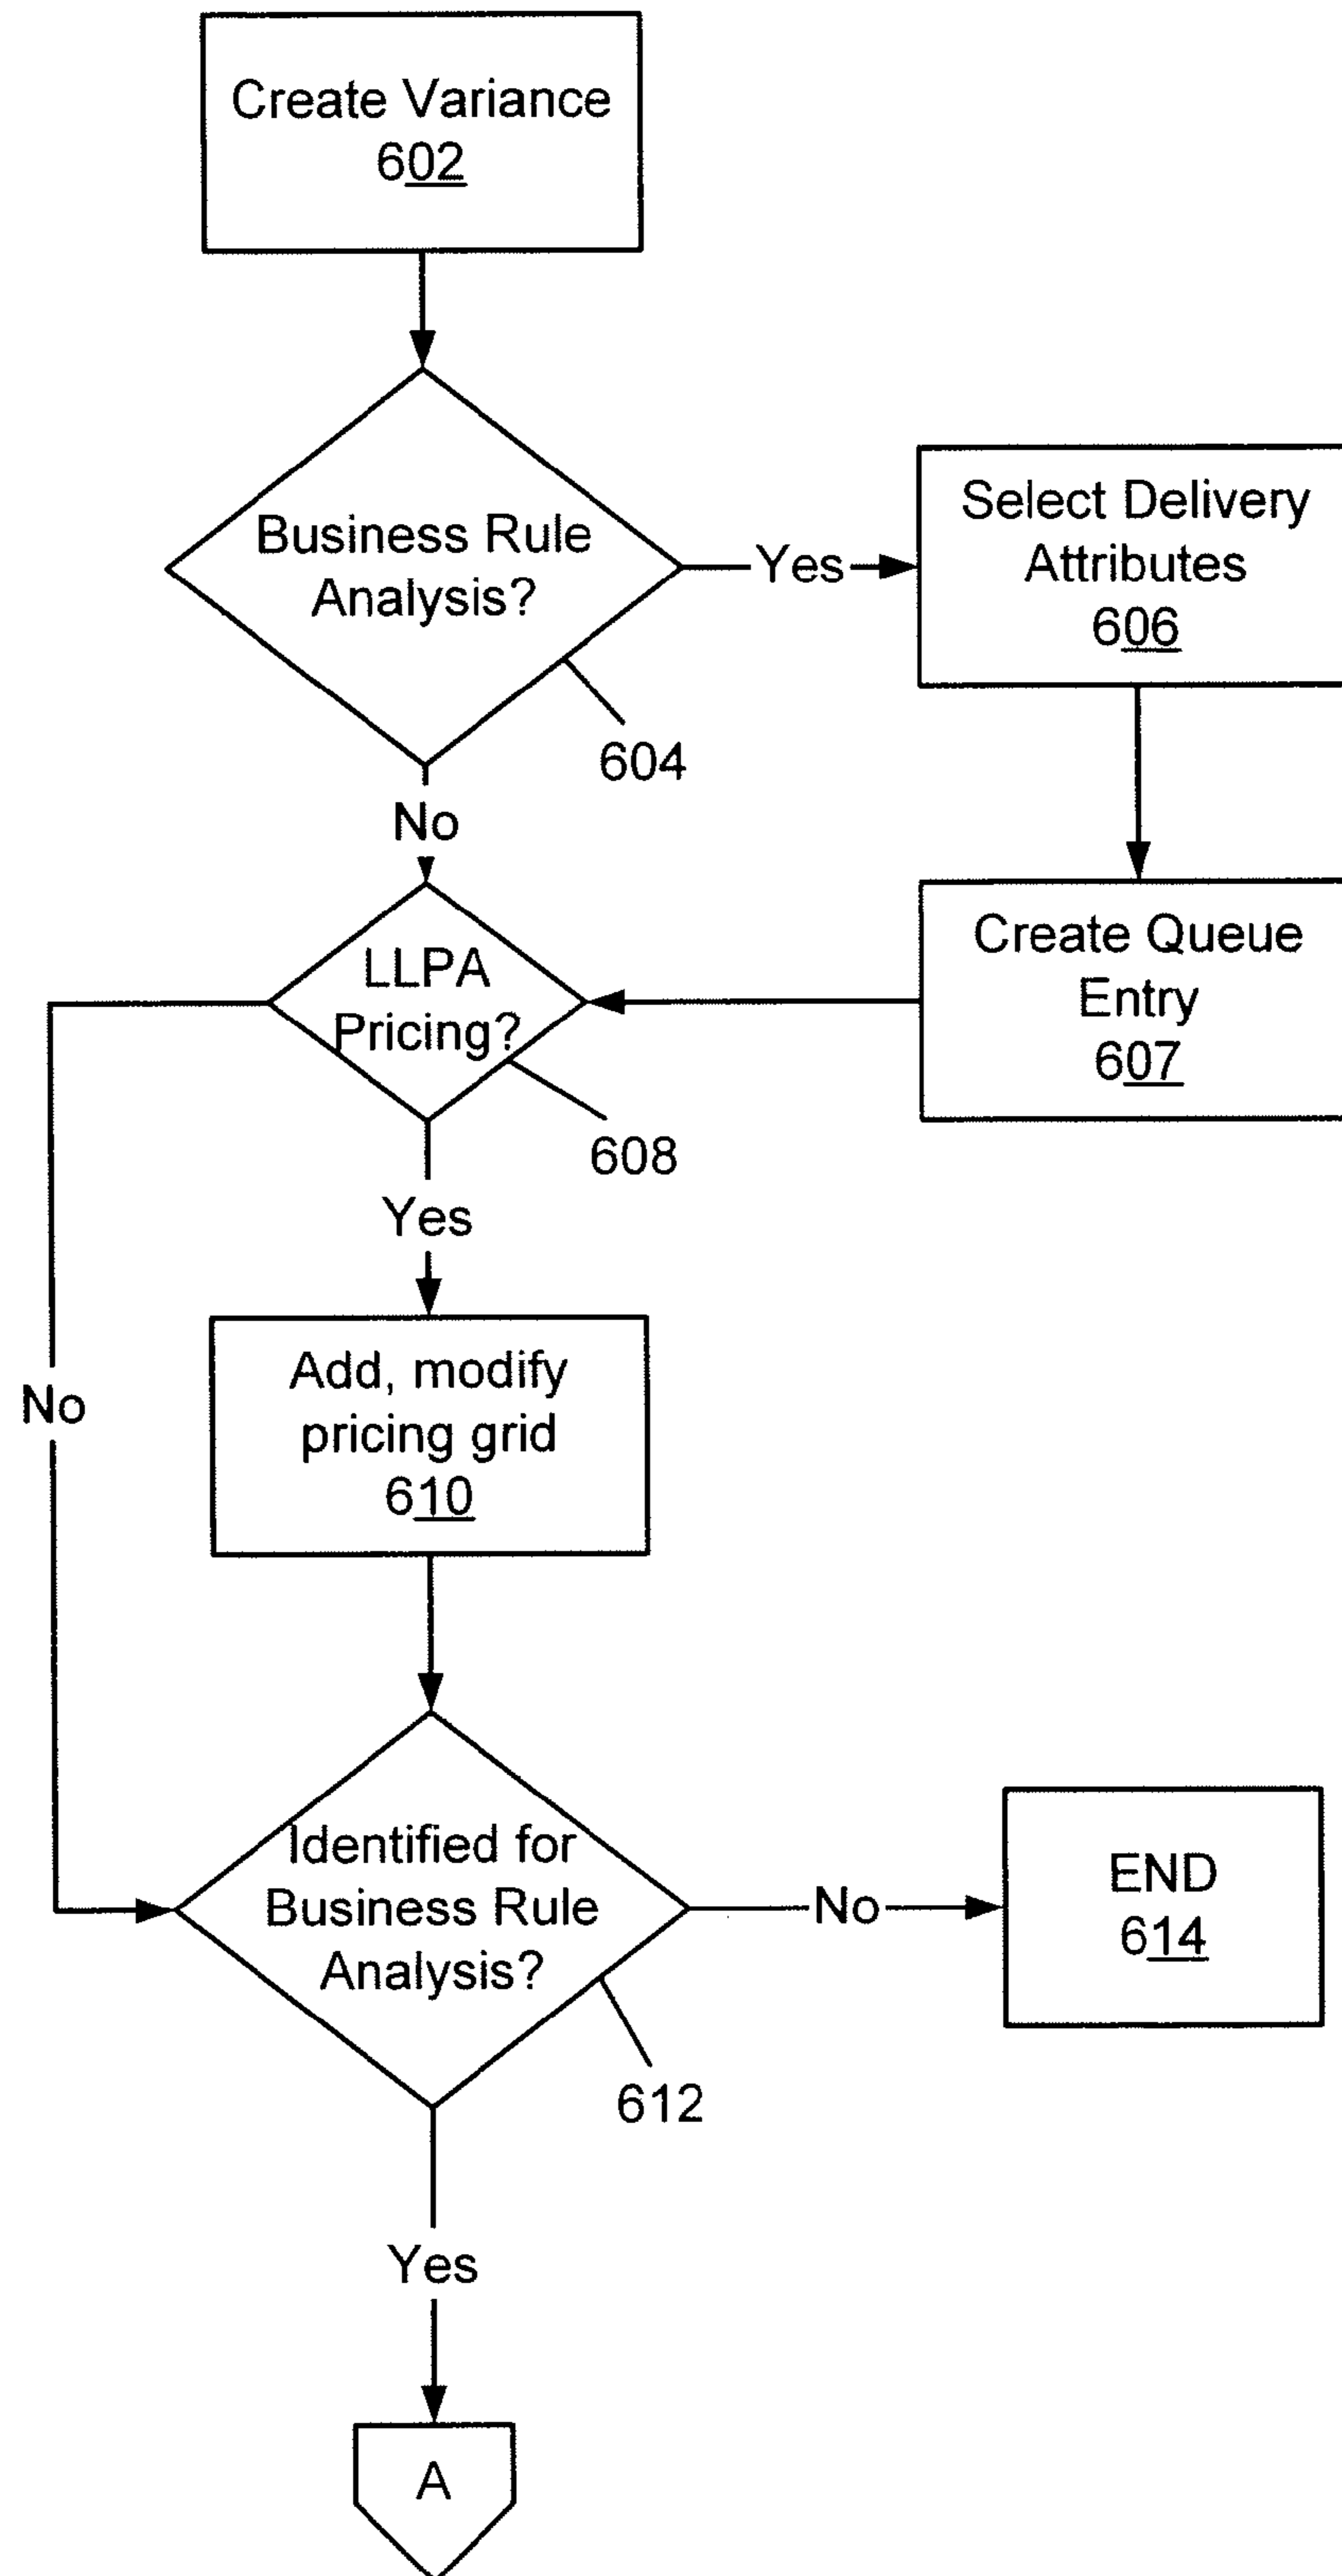 Create Variance
602
Business Rule
Analysis?
604
Yes
Select Delivery
Attributes
606
No
Create Queue
Entry
607
LLPA
Pricing?
608
Yes
No
Add, modify
pricing grid
610
Identified for
Business Rule
Analysis?
612
No
END
614
Yes
A